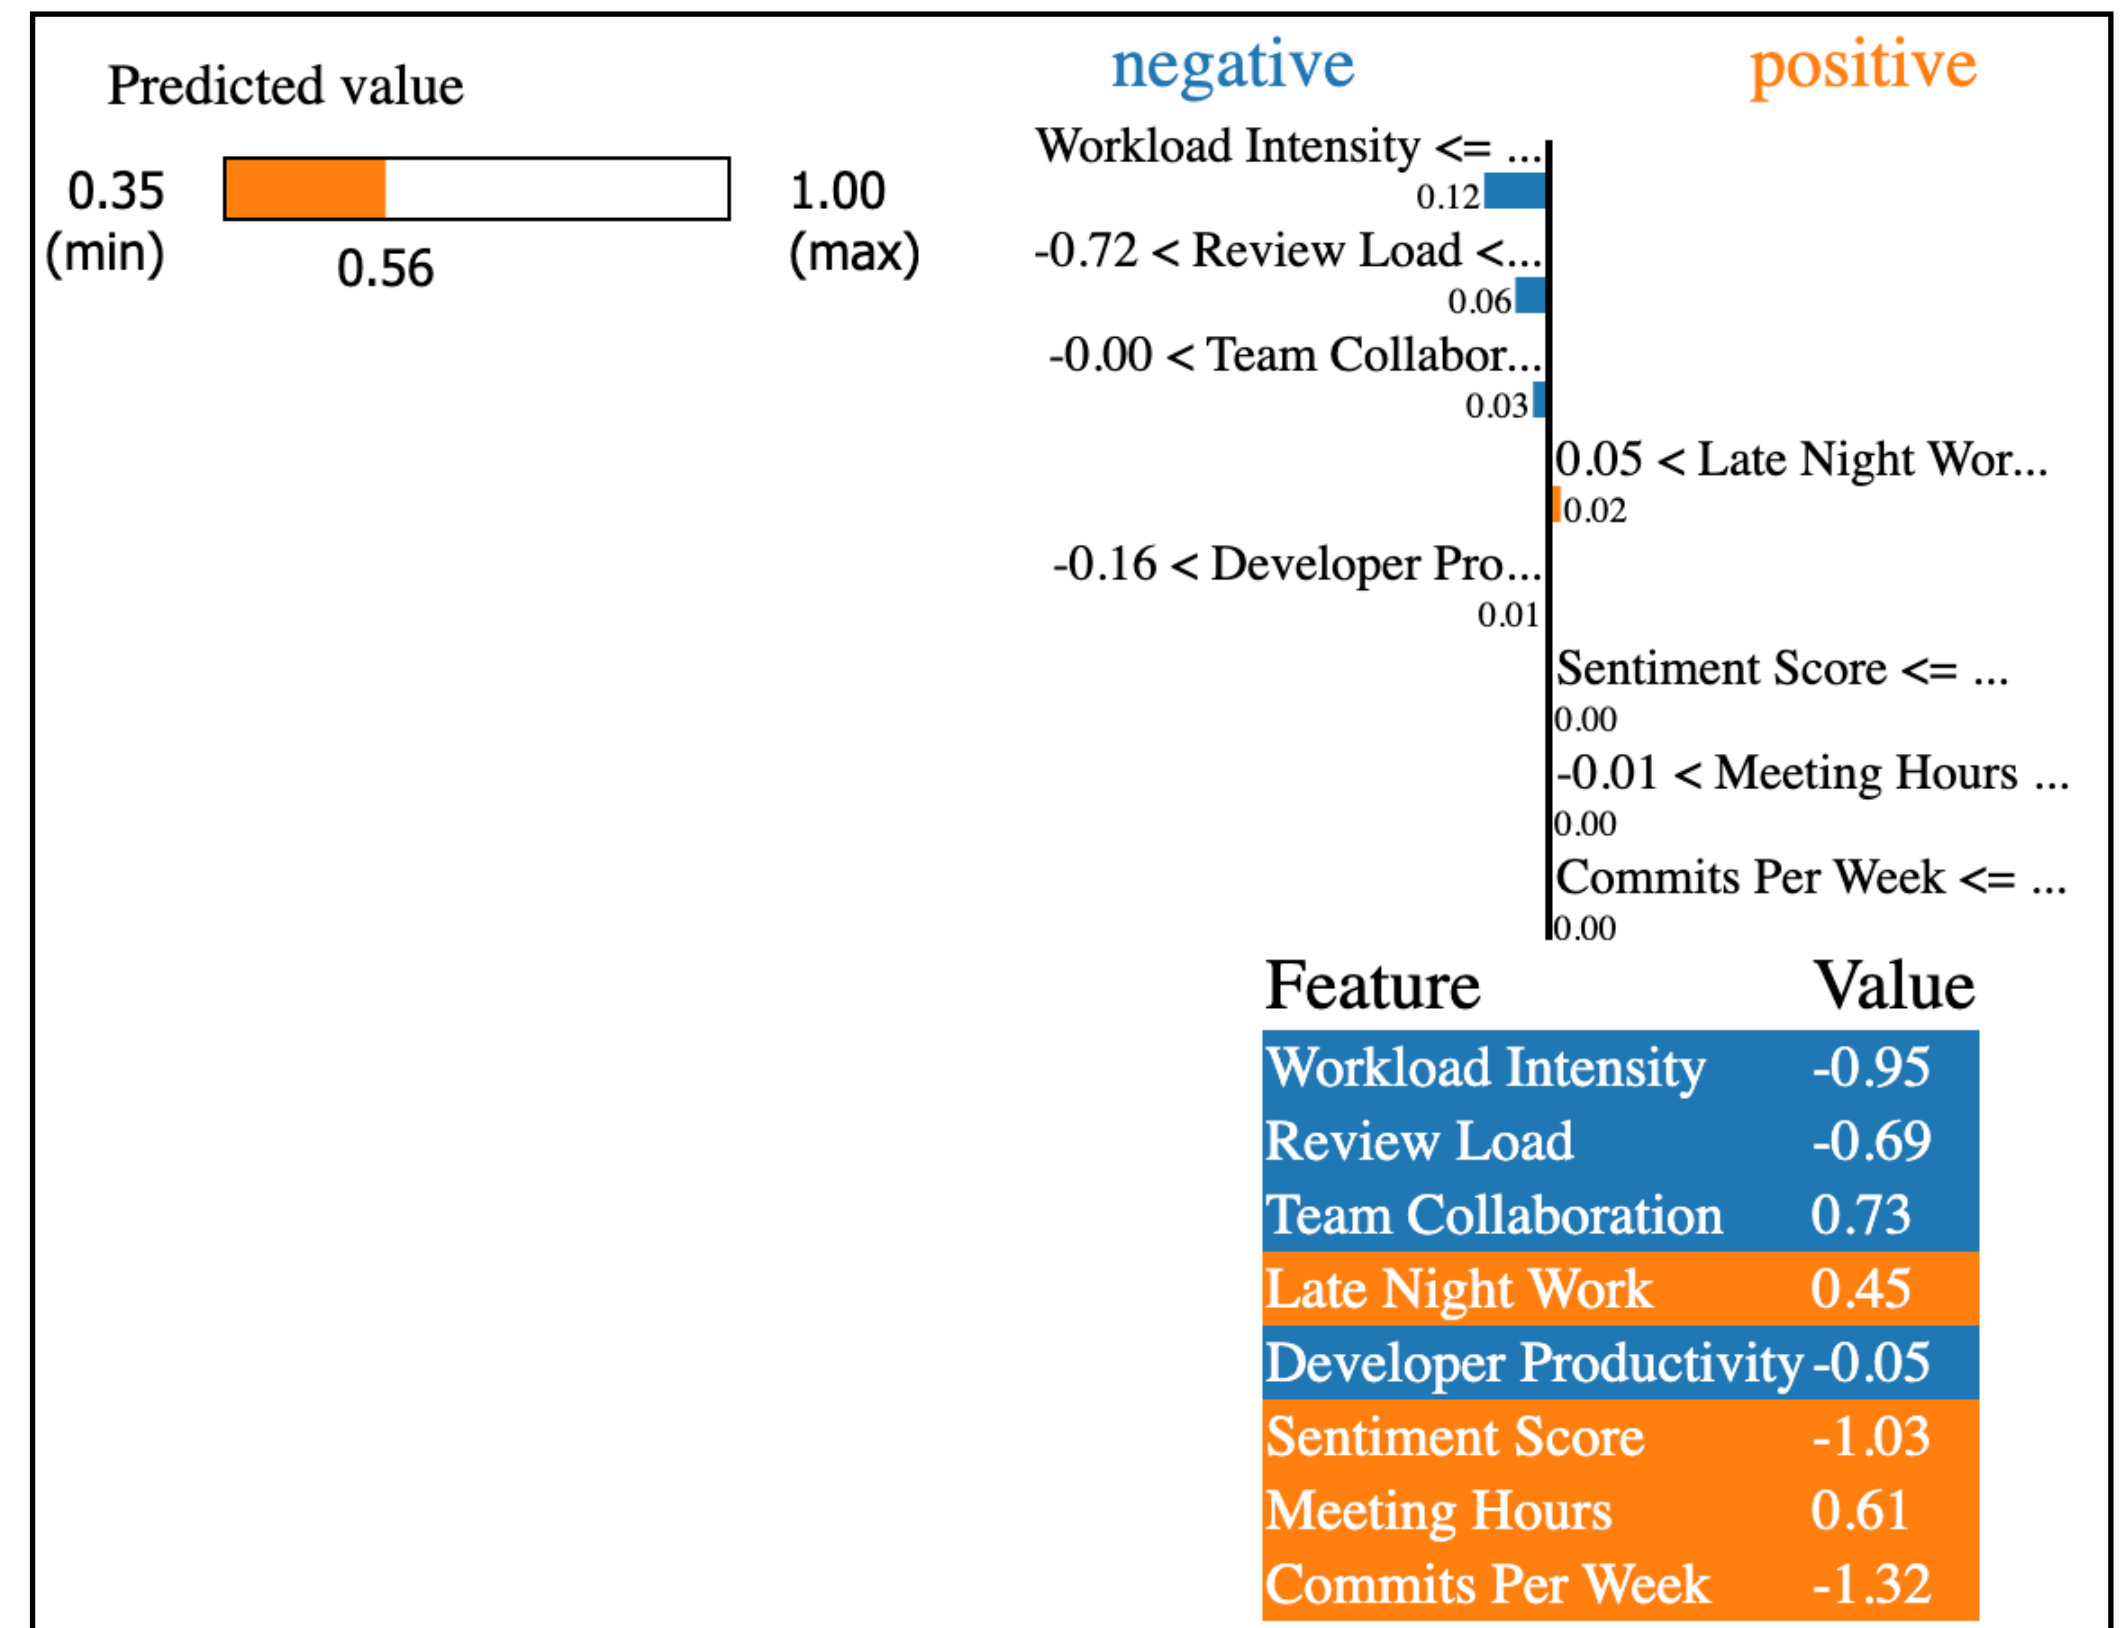 Predicted value
0.35
(min)
0.56
1.00
(max)
negative
positive
Workload Intensity <= ...
0.12
-0.72 < Review Load <...
0.06
-0.00 < Team Collabor...
0.03
0.05 < Late Night Wor...
0.02
-0.16 < Developer Pro...
0.01
Sentiment Score <= ...
0.00
-0.01 < Meeting Hours ...
0.00
Commits Per Week <= ...
0.00
Feature Value
Workload Intensity -0.95
Review Load -0.69
Team Collaboration 0.73
Late Night Work 0.45
Developer Productivity -0.05
Sentiment Score -1.03
Meeting Hours 0.61
Commits Per Week -1.32